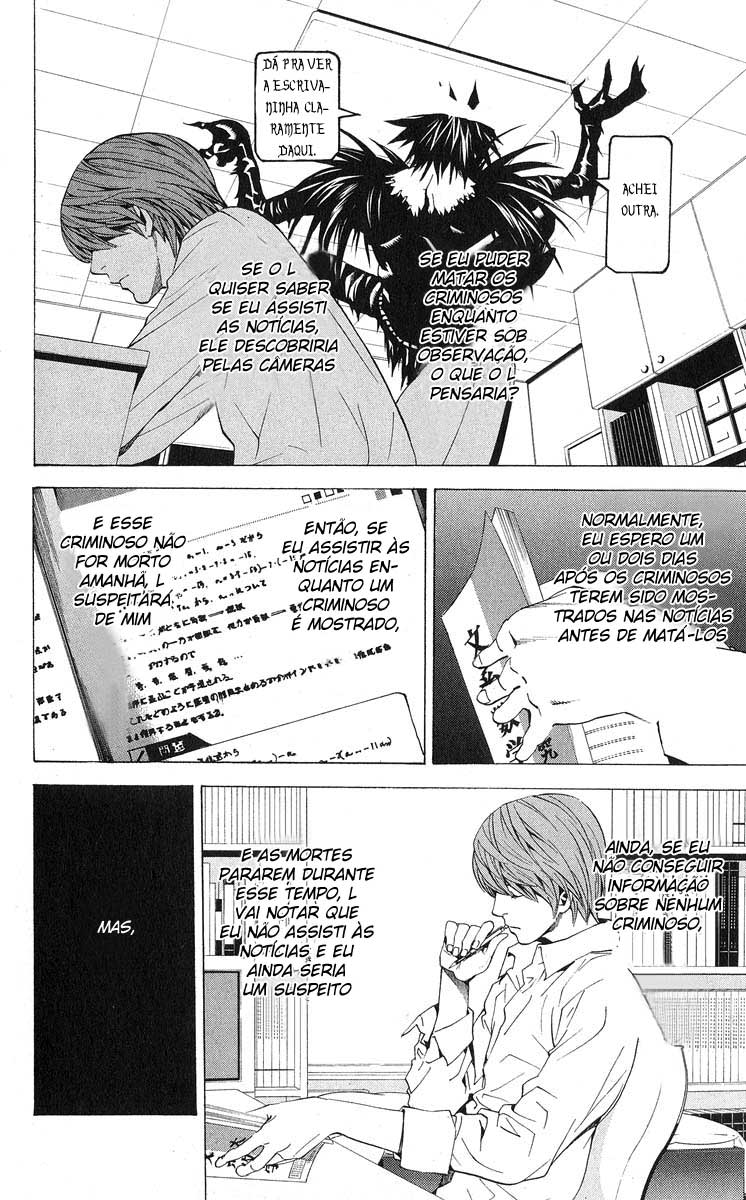 ACHEI
OUTRA.
DÁ PRA VER
A ESCRIVA-
NINHA CLA-
RAMENTE
DAQUI.
SE EU PUDER
MATAR OS
CRIMINOSOS
ENQUANTO
ESTIVER SOB
OBSERVAÇÃO,
O QUE O L
PENSARIA?
SE O L
QUISER SABER
SE EU ASSISTI
AS NOTÍCIAS,
ELE DESCOBRIRIA
PELAS CÂMERAS
NORMALMENTE,
EU ESPERO UM
OU DOIS DIAS
APÓS OS CRIMINOSOS
TEREM SIDO MOS-
TRADOS NAS NOTÍCIAS
ANTES DE MATÁ-LOS
ENTÃO, SE
EU ASSISTIR ÀS
NOTÍCIAS EN-
QUANTO UM
CRIMINOSO
É MOSTRADO,
E ESSE
CRIMINOSO NÃO
FOR MORTO
AMANHÃ, L
SUSPEITARÁ
DE MIM
AINDA, SE EU
NÃO CONSEGUIR
INFORMAÇÃO
SOBRE NENHUM
CRIMINOSO,
E AS MORTES
PARAREM DURANTE
ESSE TEMPO, L
VAI NOTAR QUE
EU NÃO ASSISTI ÀS
NOTÍCIAS E EU
AINDA SERIA
UM SUSPEITO
MAS,